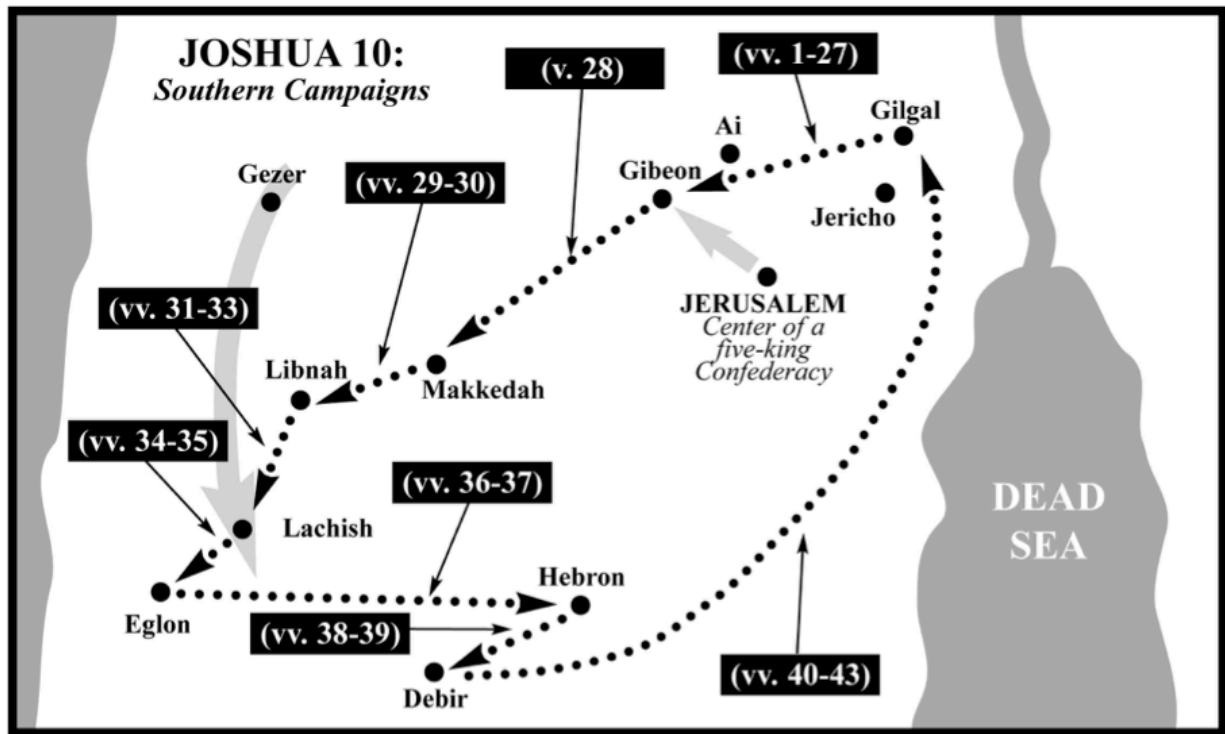 JOSHUA 10:
Southern Campaigns
(v. 28)
(vv. 1-27)
Ai
Gilgal
Gezer
(vv. 29-30)
Gibeon
Jericho
JERUSALEM
Center of a
five-king
Confederacy
(vv. 31-33)
Libnah
Makkedah
(vv. 34-35)
(vv. 36-37)
Lachish
DEAD
SEA
Hebron
Eglon
(vv. 38-39)
Debir
(vv. 40-43)